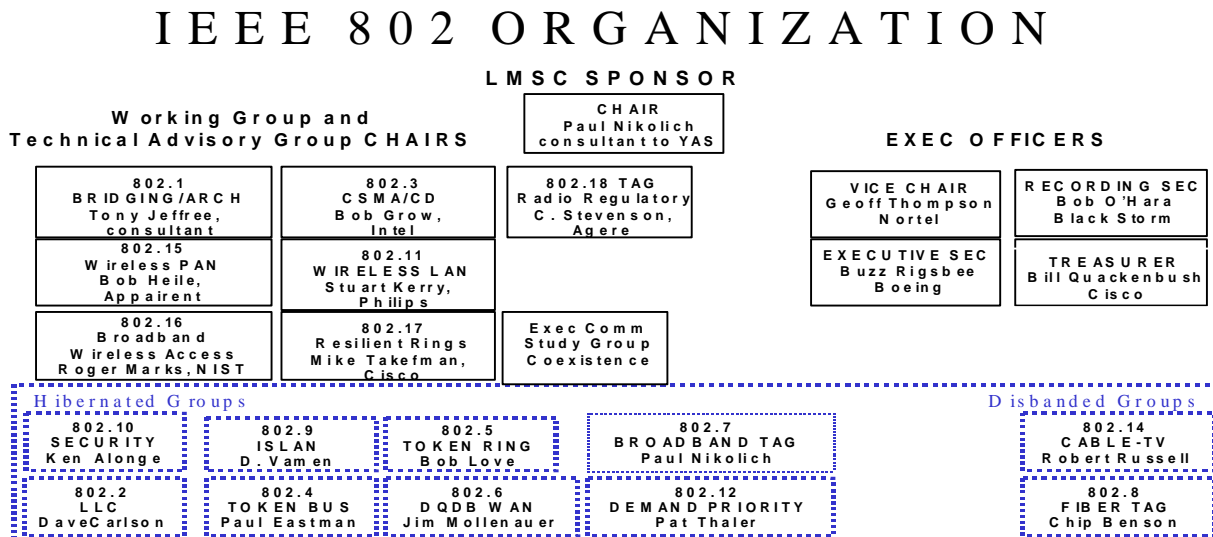 IEEE 802 ORGANIZATION
LMSC SPONSOR
CHAIR
Paul Nikolich
consultant to YAS
Working Group and
Technical Advisory Group CHAIRS
EXEC OFFICERS
802.1
BRIDGING/ARCH
Tony Jeffree,
consultant
802.3
CSMA/CD
Bob Grow,
Intel
802.18 TAG
Radio Regulatory
C. Stevenson,
Agere
VICE CHAIR
Geoff Thompson
Nortel
RECORDING SEC
Bob O'Hara
Black Storm
802.15
Wireless PAN
Bob Heile,
Appairent
802.11
WIRELESS LAN
Stuart Kerry,
Philips
EXECUTIVE SEC
Buzz Rigsbee
Boeing
TREASURER
Bill Quackenbush
Cisco
802.16
Broadband
Wireless Access
Roger Marks, NIST
802.17
Resilient Rings
Mike Takefman,
Cisco
Exec Comm
Study Group
Coexistence
Hibernated Groups
Disbanded Groups
802.10
SECURITY
Ken Alonge
802.9
ISLAN
D. Vamen
802.5
TOKEN RING
Bob Love
802.7
BROADBAND TAG
Paul Nikolich
802.14
CABLE-TV
Robert Russell
802.2
LLC
DaveCarlson
802.4
TOKEN BUS
Paul Eastman
802.6
DQDB WAN
Jim Mollenauer
802.12
DEMAND PRIORITY
Pat Thaler
802.8
FIBER TAG
Chip Benson